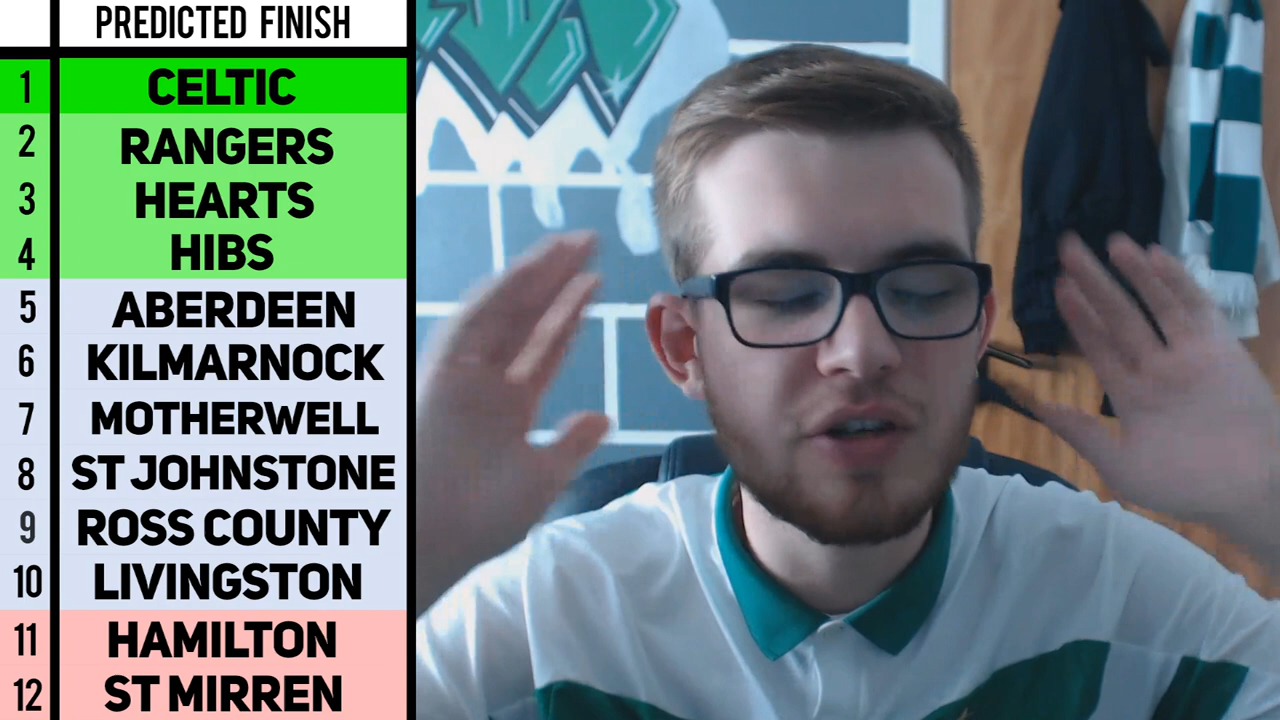 PREDICTED FINISH
1 CELTIC
2 RANGERS
3 HEARTS
4 HIBS
5 ABERDEEN
6 KILMARNOCK
7 MOTHERWELL
8 ST JOHNSTONE
9 ROSS COUNTY
10 LIVINGSTON
11 HAMILTON
12 ST MIRREN